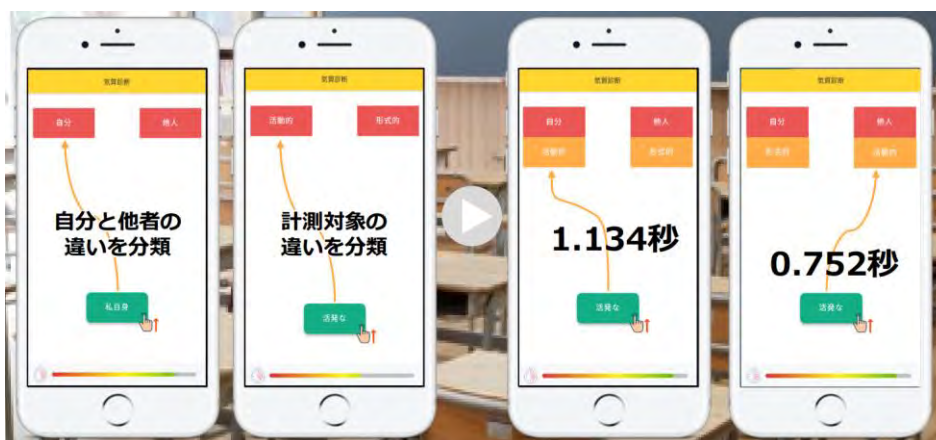 気質診断
自分
他人
自分と他者の
違いを分類
私自身
気質診断
活動的
形式的
計測対象の
違いを分類
活発な
気質診断
自分
他人
活動的
形式的
1.134秒
活発な
気質診断
自分
他人
形式的
活動的
0.752秒
活発な